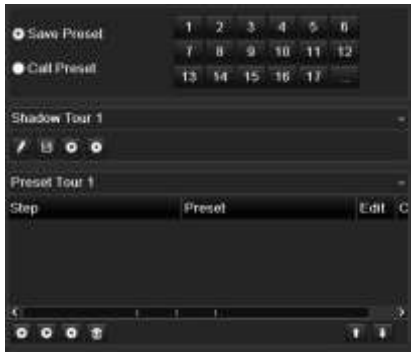 Save Preset
1 2 3 4 5 6
7 8 9 10 11 12
Call Preset
13 14 15 16 17 ...
Shadow Tour 1
Preset Tour 1
Step Preset Edit C